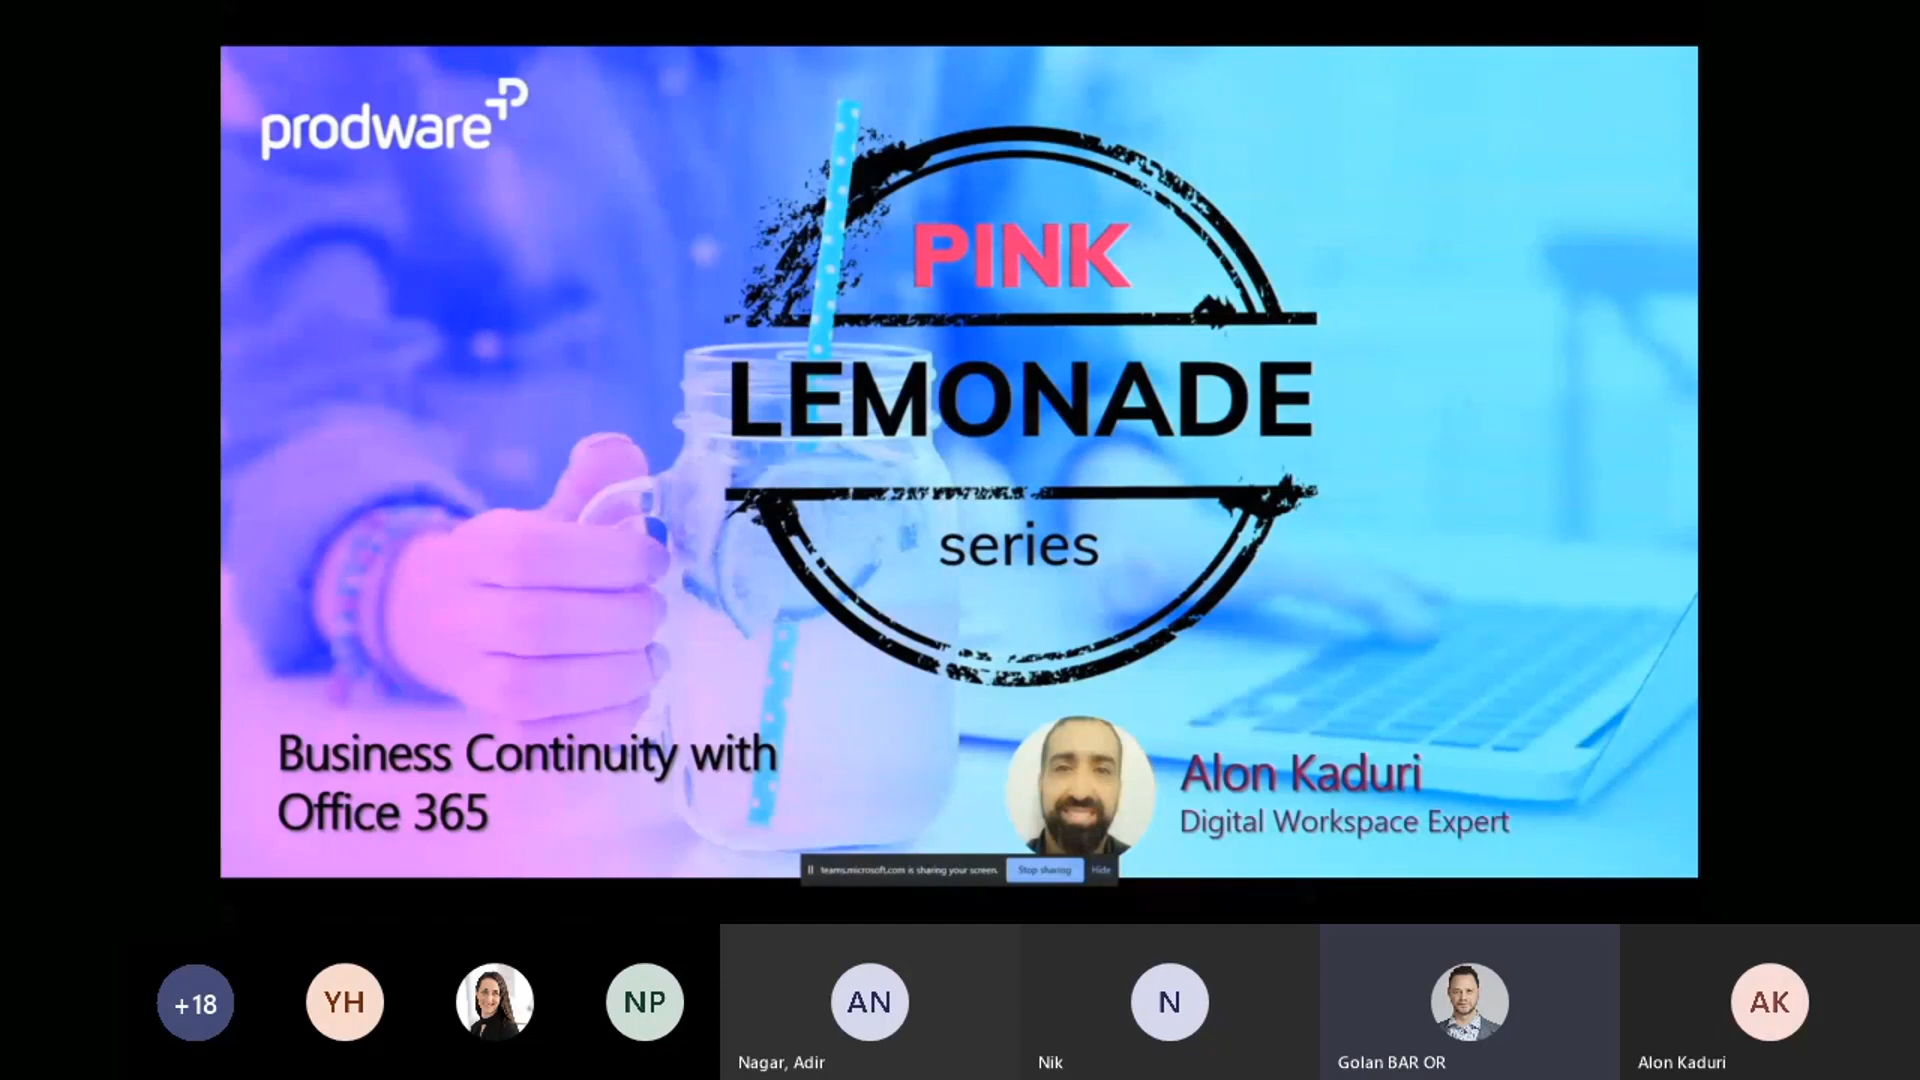 prodware
PINK
LEMONADE
series
Business Continuity with
Office 365
Alon Kaduri
Digital Workspace Expert
teams.microsoft.com is sharing your screen.
Stop sharing
Hide
+18
YH
NP
AN
N
AK
Nagar, Adir
Nik
Golan BAR OR
Alon Kaduri